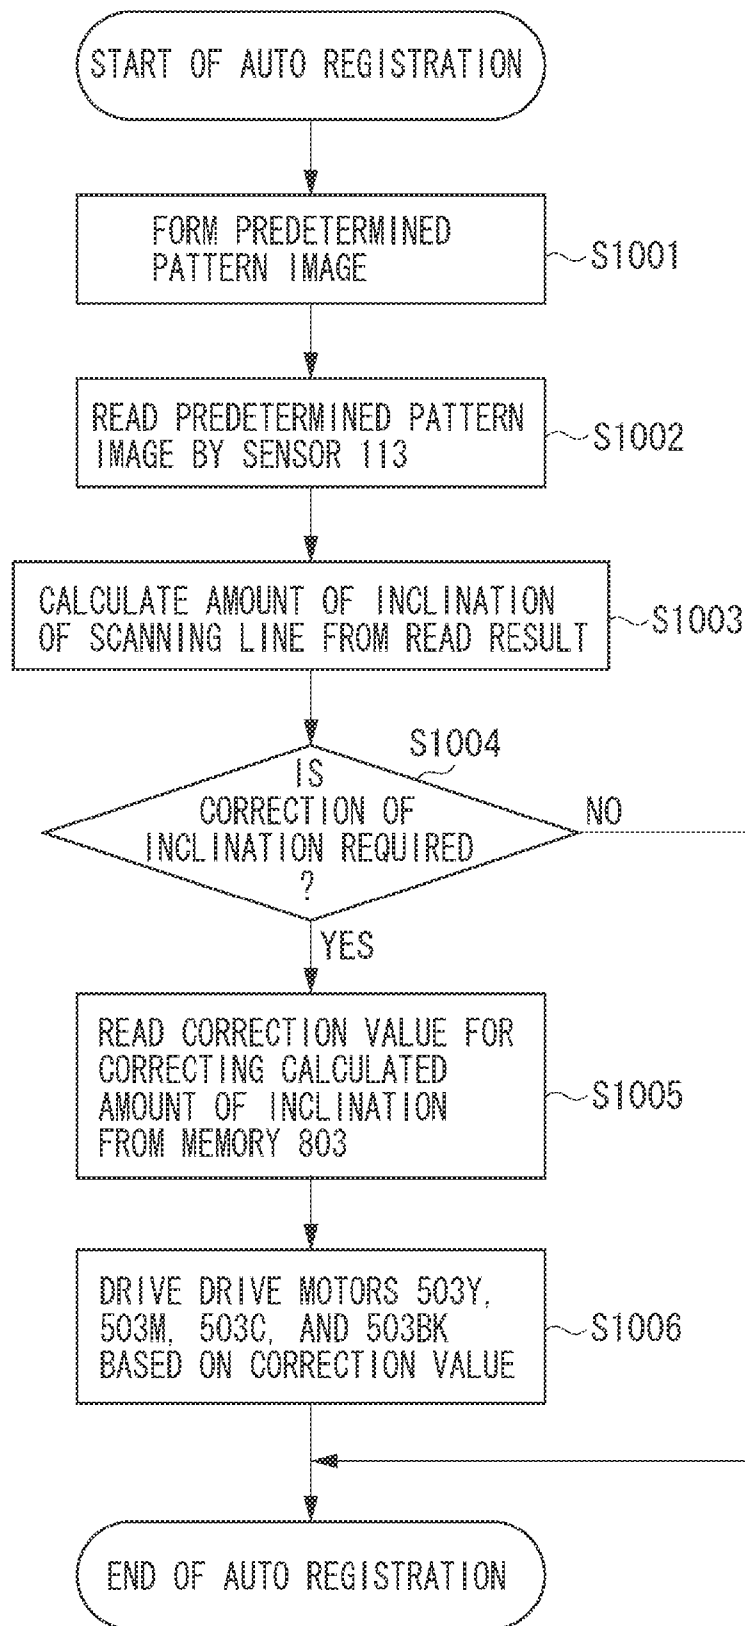 START OF AUTO REGISTRATION
FORM PREDETERMINED
PATTERN IMAGE
S1001
READ PREDETERMINED PATTERN
IMAGE BY SENSOR 113
S1002
CALCULATE AMOUNT OF INCLINATION
OF SCANNING LINE FROM READ RESULT
S1003
S1004
IS
CORRECTION OF
INCLINATION REQUIRED
?
NO
YES
READ CORRECTION VALUE FOR
CORRECTING CALCULATED
AMOUNT OF INCLINATION
FROM MEMORY 803
S1005
DRIVE DRIVE MOTORS 503Y,
503M, 503C, AND 503BK
BASED ON CORRECTION VALUE
S1006
END OF AUTO REGISTRATION